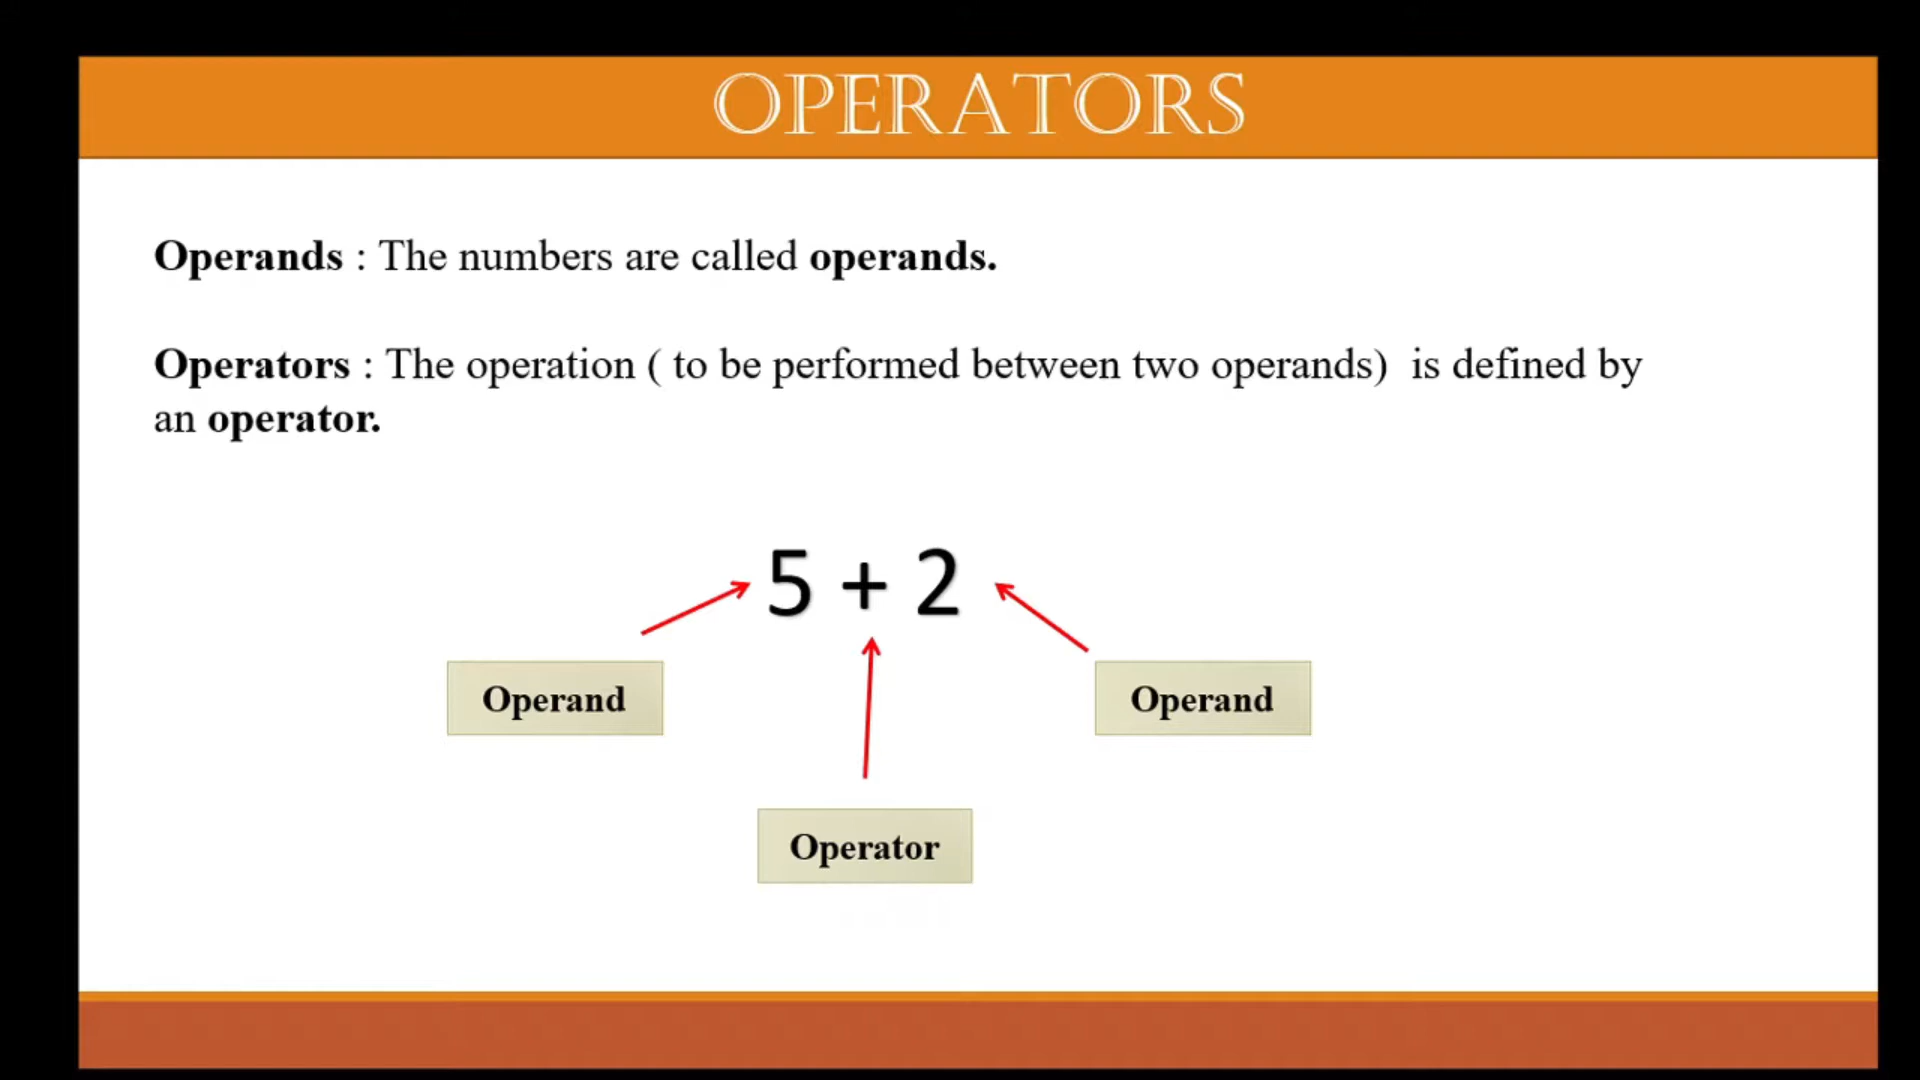 OPERATORS
Operands : The numbers are called operands.
Operators : The operation ( to be performed between two operands)  is defined by
an operator.
5 + 2
Operand
Operand
Operator